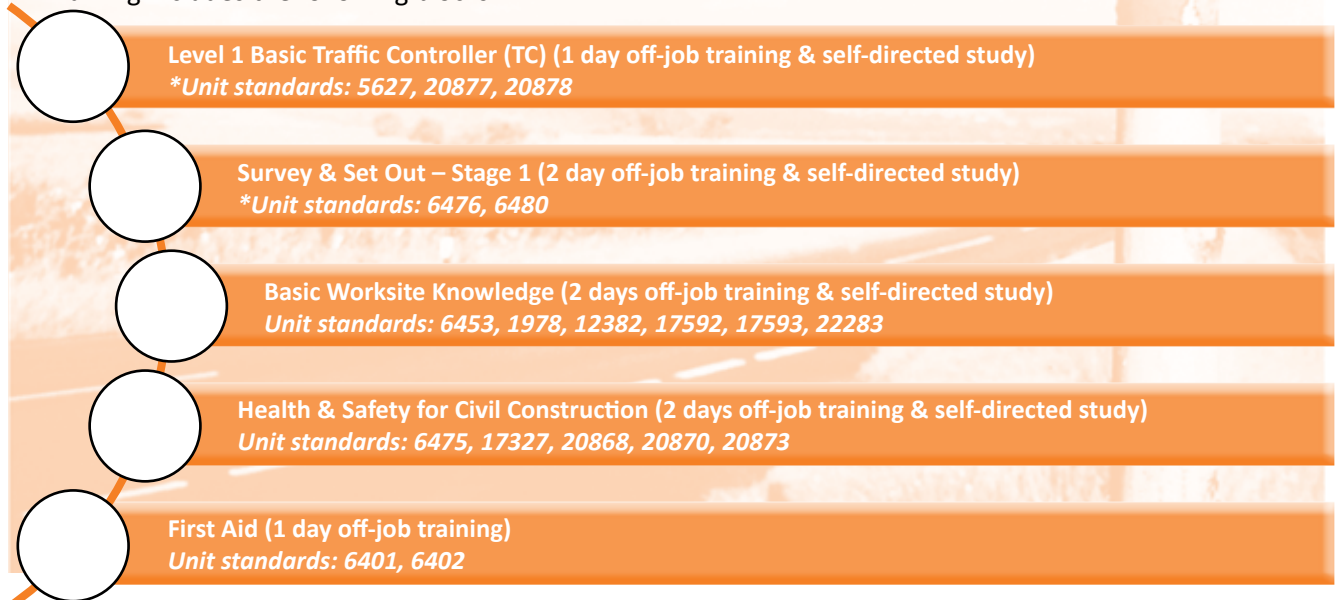 Level 1 Basic Traffic Controller (TC) (1 day off-job training & self-directed study)
*Unit standards: 5627, 20877, 20878
Survey & Set Out – Stage 1 (2 day off-job training & self-directed study)
*Unit standards: 6476, 6480
Basic Worksite Knowledge (2 days off-job training & self-directed study)
Unit standards: 6453, 1978, 12382, 17592, 17593, 22283
Health & Safety for Civil Construction (2 days off-job training & self-directed study)
Unit standards: 6475, 17327, 20868, 20870, 20873
First Aid (1 day off-job training)
Unit standards: 6401, 6402